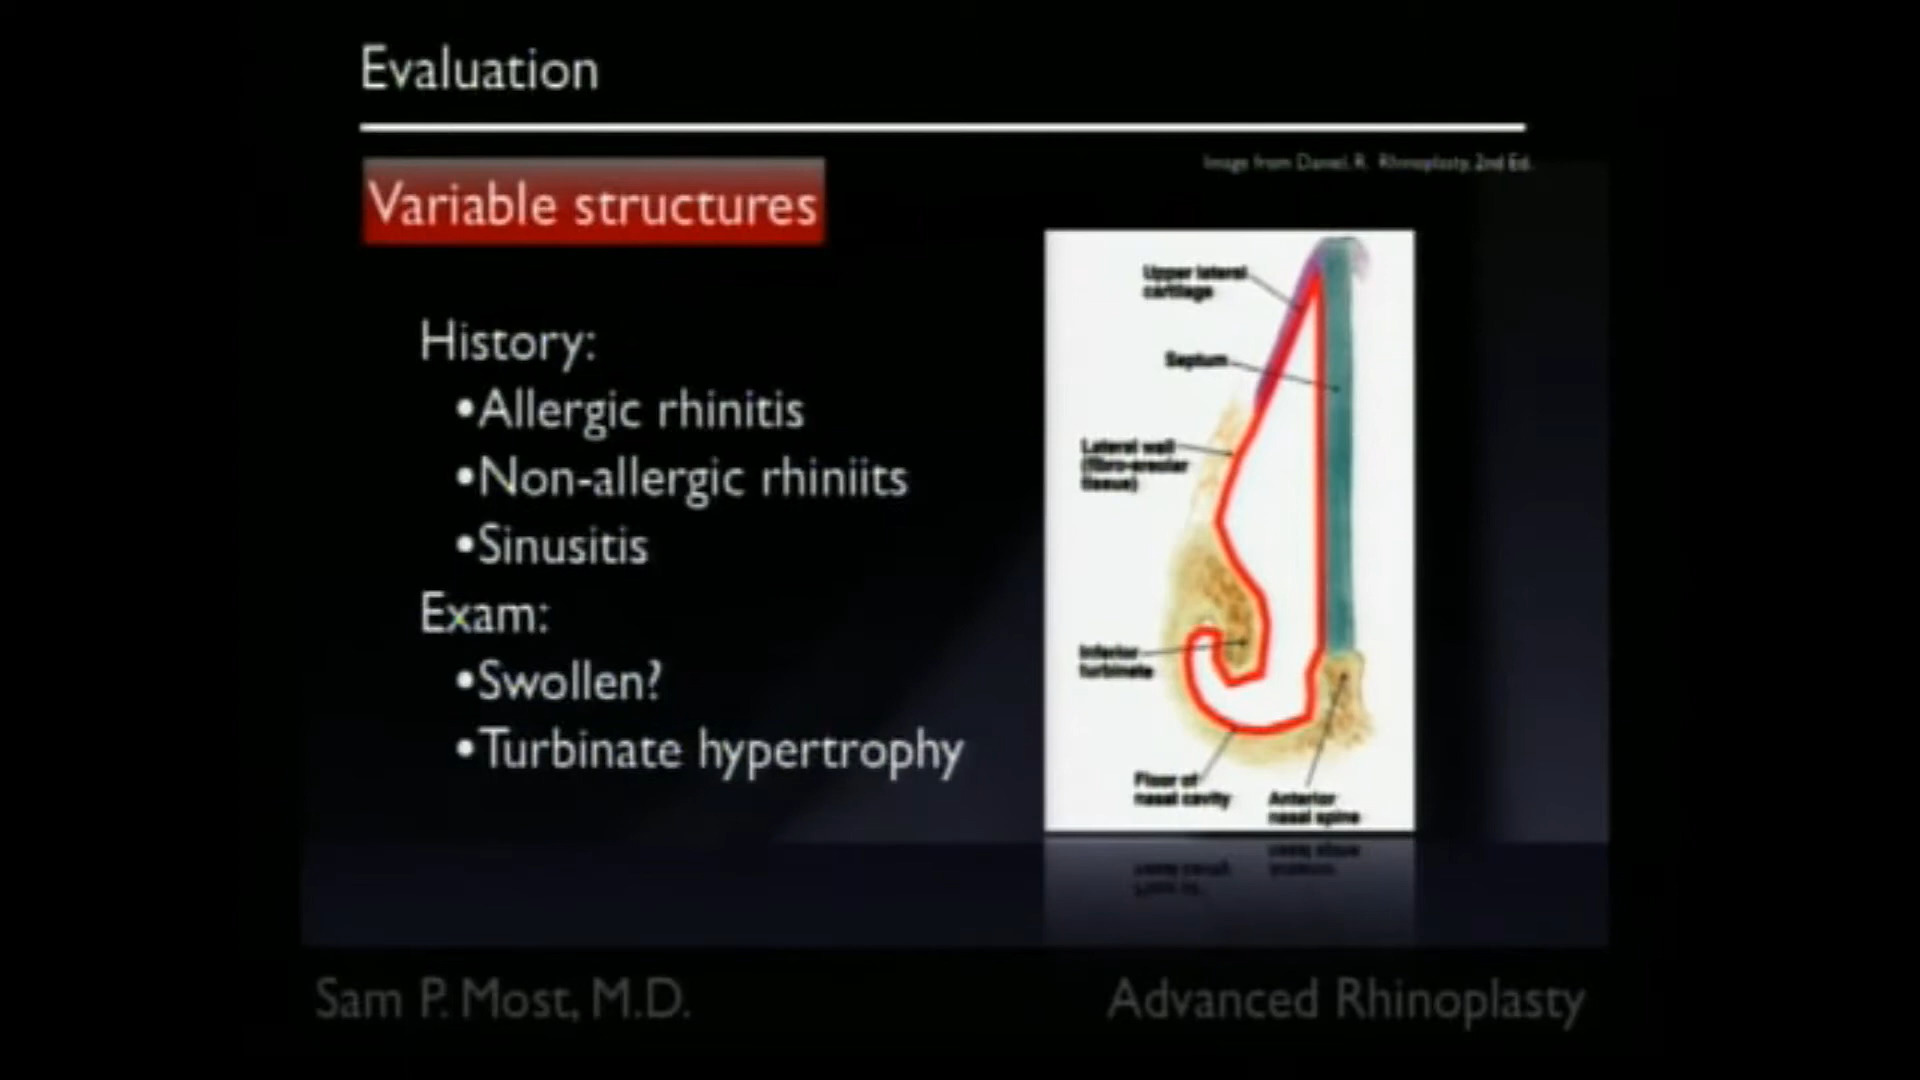 Evaluation
Image from Daniel, R. Rhinoplasty, 2nd Ed.
Variable structures
History:
•Allergic rhinitis
•Non-allergic rhiniits
•Sinusitis
Exam:
•Swollen?
•Turbinate hypertrophy
Upper lateral
cartilage
Septum
Lateral wall
(fibro-areolar
tissue)
Inferior
turbinate
Floor of
nasal cavity
Anterior
nasal spine
Sam P. Most, M.D.
Advanced Rhinoplasty